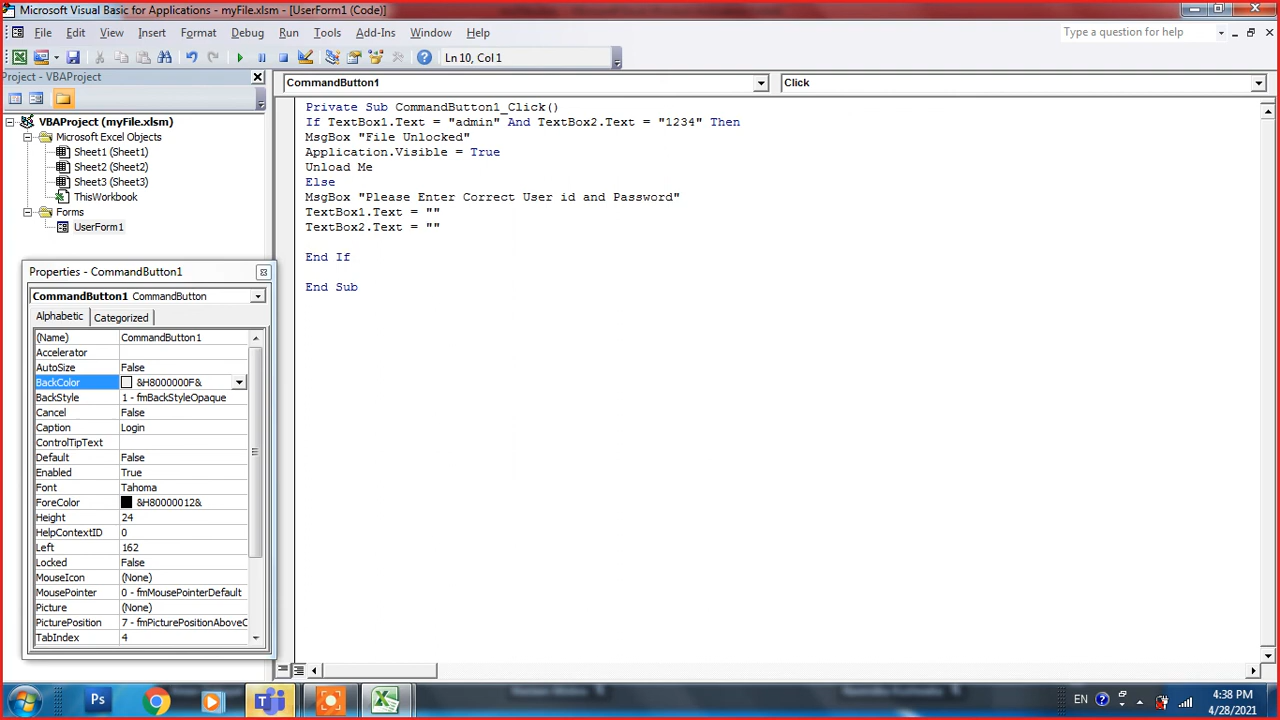 Microsoft Visual Basic for Applications - myFile.xlsm - [UserForm1 (Code)]
File Edit View Insert Format Debug Run Tools Add-Ins Window Help
Type a question for help
Ln 10, Col 1
Project - VBAProject
VBAProject (myFile.xlsm)
Microsoft Excel Objects
Sheet1 (Sheet1)
Sheet2 (Sheet2)
Sheet3 (Sheet3)
ThisWorkbook
Forms
UserForm1
Properties - CommandButton1
CommandButton1 CommandButton
Alphabetic Categorized
(Name) CommandButton1
Accelerator
AutoSize False
BackColor &H8000000F&
BackStyle 1 - fmBackStyleOpaque
Cancel False
Caption Login
ControlTipText
Default False
Enabled True
Font Tahoma
ForeColor &H80000012&
Height 24
HelpContextID 0
Left 162
Locked False
MouseIcon (None)
MousePointer 0 - fmMousePointerDefault
Picture (None)
PicturePosition 7 - fmPicturePositionAboveC
TabIndex 4
CommandButton1 Click
Private Sub CommandButton1_Click()
If TextBox1.Text = "admin" And TextBox2.Text = "1234" Then
MsgBox "File Unlocked"
Application.Visible = True
Unload Me
Else
MsgBox "Please Enter Correct User id and Password"
TextBox1.Text = ""
TextBox2.Text = ""
End If
End Sub
Ps
EN
4:38 PM
4/28/2021